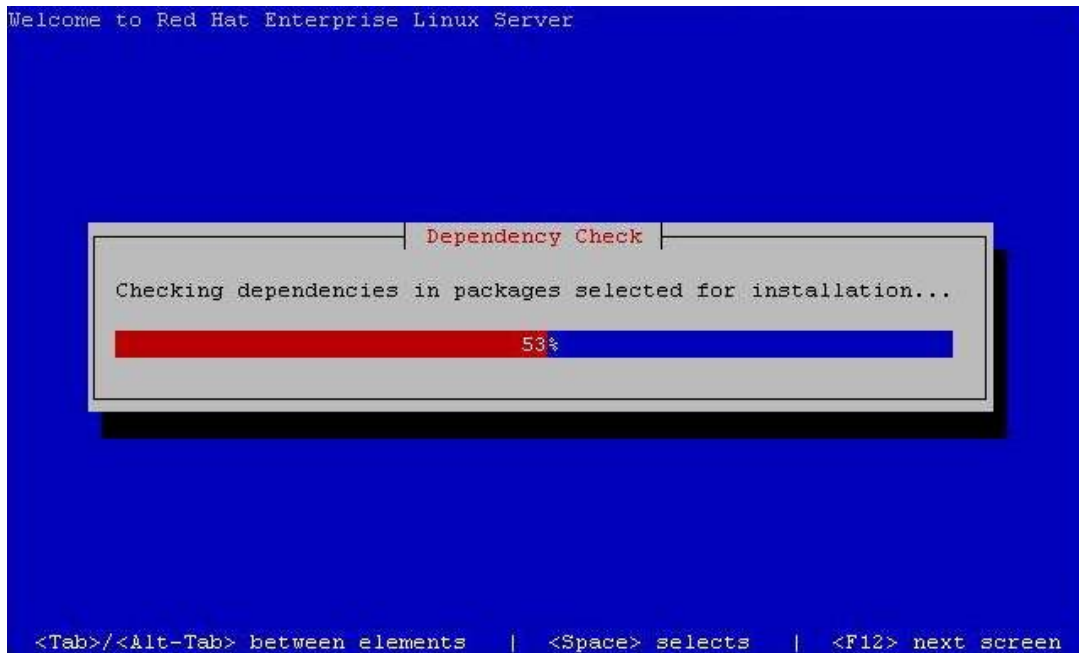 Welcome to Red Hat Enterprise Linux Server
Dependency Check
Checking dependencies in packages selected for installation...
53%
<Tab>/<Alt-Tab> between elements | <Space> selects | <F12> next screen